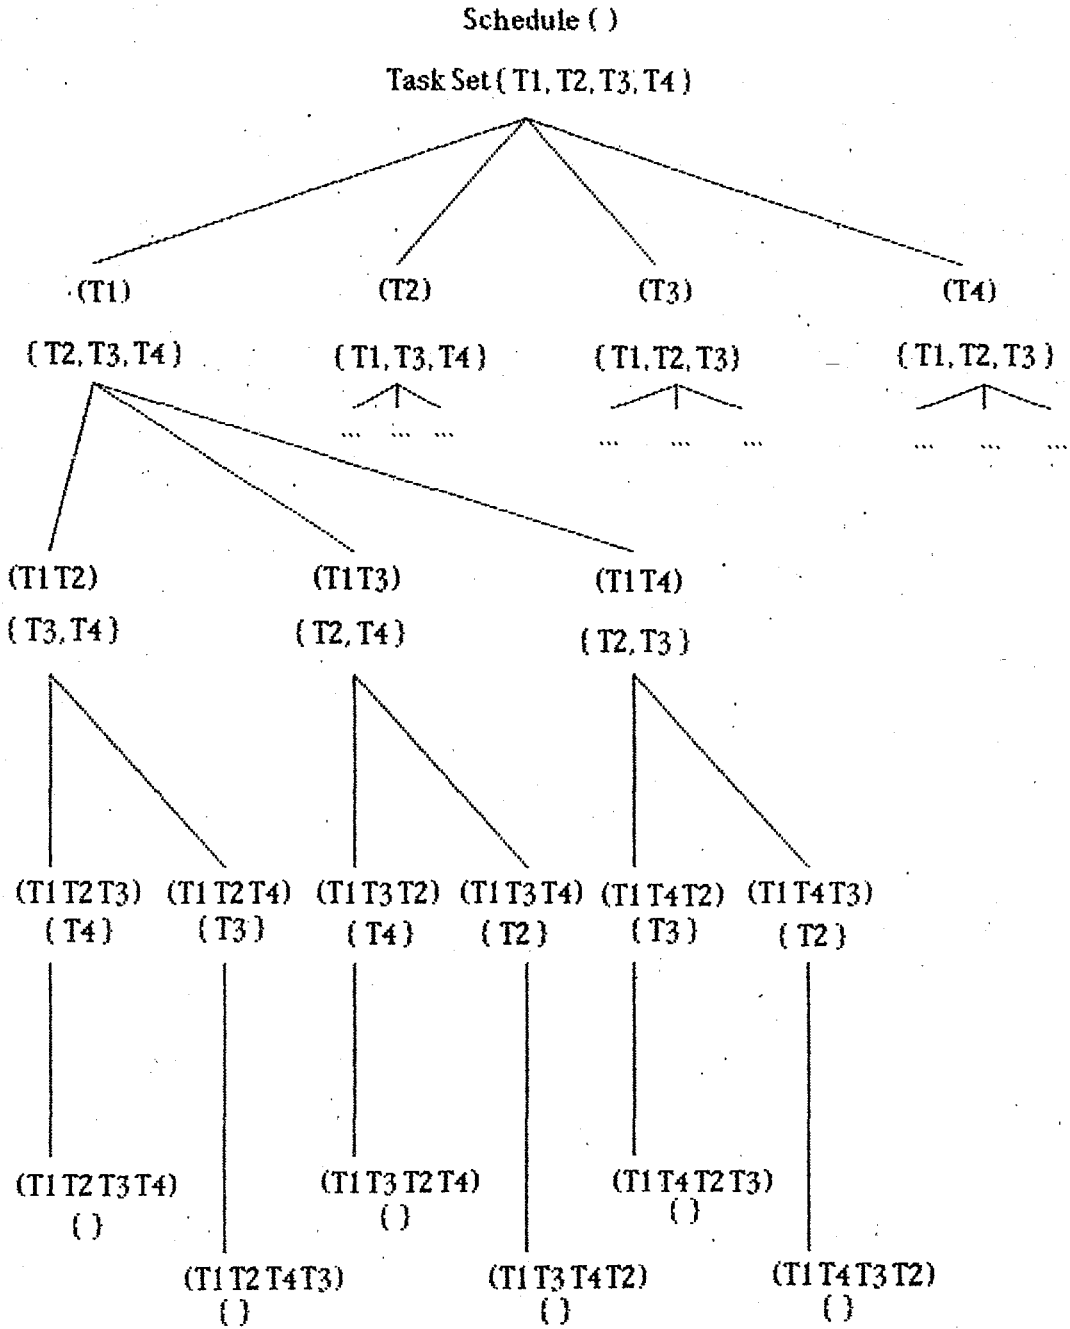 Schedule ( )
Task Set { T1, T2, T3, T4 }
(T1) (T2) (T3) (T4)
{ T2, T3, T4 } { T1, T3, T4 } { T1, T2, T3} { T1, T2, T3 }
... ... ... ... ... ... ... ... ...
(T1 T2) (T1 T3) (T1 T4)
{ T3, T4 } { T2, T4 } { T2, T3 }
(T1 T2 T3) (T1 T2 T4) (T1 T3 T2) (T1 T3 T4) (T1 T4 T2) (T1 T4 T3)
{ T4 } { T3 } { T4 } { T2 } { T3 } { T2 }
(T1 T2 T3 T4) (T1 T3 T2 T4) (T1 T4 T2 T3)
{ } { } { }
(T1 T2 T4 T3) (T1 T3 T4 T2) (T1 T4 T3 T2)
{ } { } { }